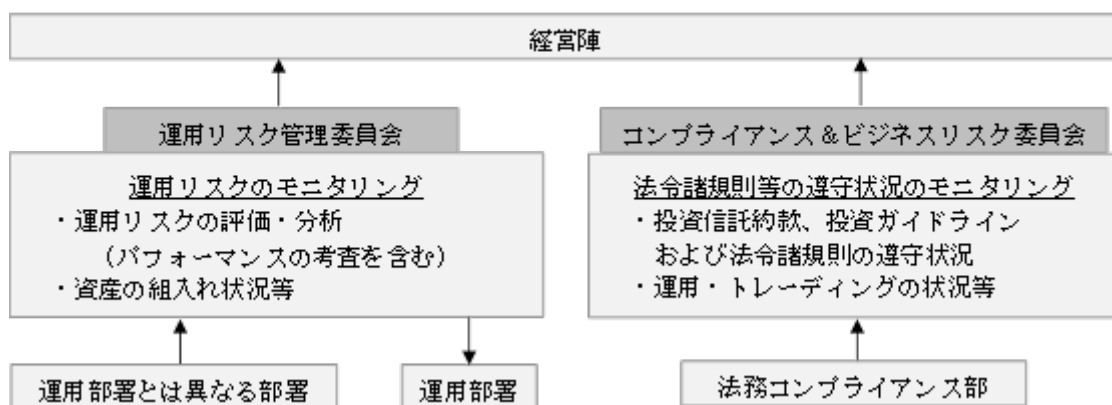 経営陣
運用リスク管理委員会
運用リスクのモニタリング
・運用リスクの評価・分析
（パフォーマンスの考査を含む）
・資産の組入れ状況等
運用部署とは異なる部署
運用部署
コンプライアンス＆ビジネスリスク委員会
法令諸規則等の遵守状況のモニタリング
・投資信託約款、投資ガイドライン
および法令諸規則の遵守状況
・運用・トレーディングの状況等
法務コンプライアンス部